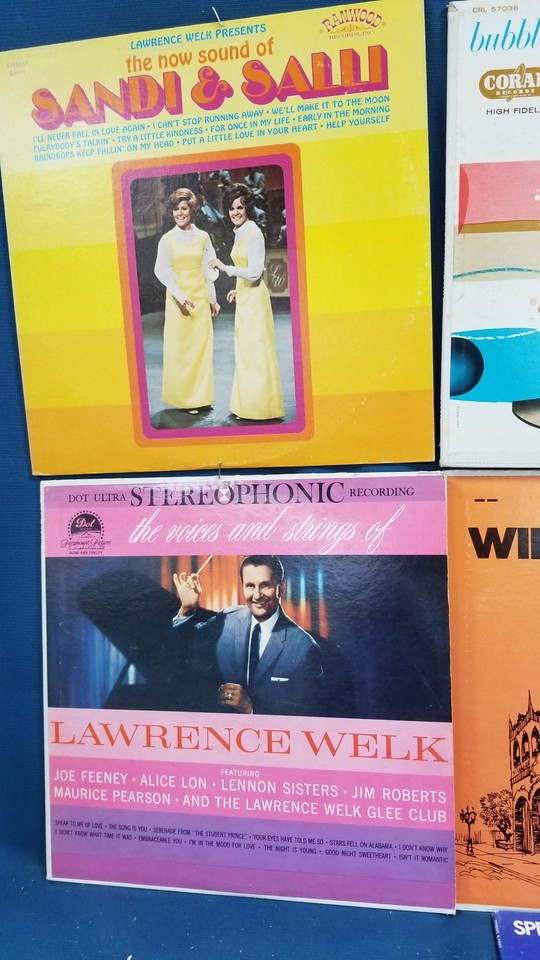 LAWRENCE WELK PRESENTS
the now sound of
SANDI & SALLI
RANWOOD
RECORDS, INC.
I'LL NEVER FALL IN LOVE AGAIN • I CAN'T STOP RUNNING AWAY • WE'LL MAKE IT TO THE MOON
EVERYBODY'S TALKIN' • TRY A LITTLE KINDNESS • FOR ONCE IN MY LIFE • EARLY IN THE MORNING
RAINDROPS KEEP FALLIN' ON MY HEAD • PUT A LITTLE LOVE IN YOUR HEART • HELP YOURSELF
CRL 57038
bubbl
CORAL
RECORDS
HIGH FIDEL
DOT ULTRA STEREOPHONIC RECORDING
Dot
the voices and strings of
LAWRENCE WELK
FEATURING
JOE FEENEY • ALICE LON • LENNON SISTERS • JIM ROBERTS
MAURICE PEARSON • AND THE LAWRENCE WELK GLEE CLUB
SPEAK TO ME OF LOVE • THE SONG IS YOU • SERENADE FROM "THE STUDENT PRINCE" • YOUR EYES HAVE TOLD ME SO • STARS FELL ON ALABAMA • I DON'T KNOW WHY
I DIDN'T KNOW WHAT TIME IT WAS • EMBRACEABLE YOU • I'M IN THE MOOD FOR LOVE • THE NIGHT IS YOUNG • GOOD NIGHT SWEETHEART • ISN'T IT ROMANTIC
WI
SP